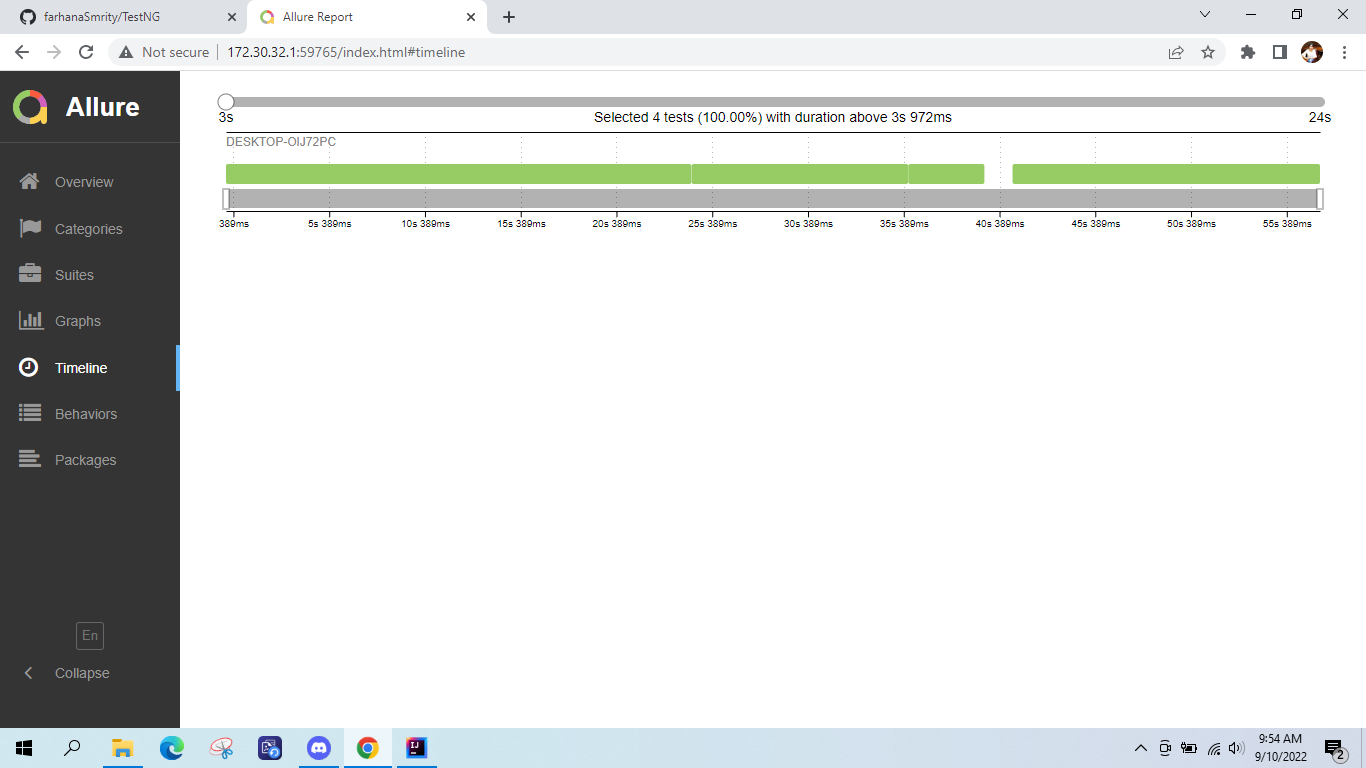 farhanaSmrity/TestNG
Allure Report
Not secure
172.30.32.1:59765/index.html#timeline
Allure
Overview
Categories
Suites
Graphs
Timeline
Behaviors
Packages
En
Collapse
3s
Selected 4 tests (100.00%) with duration above 3s 972ms
24s
DESKTOP-OIJ72PC
389ms 5s 389ms 10s 389ms 15s 389ms 20s 389ms 25s 389ms 30s 389ms 35s 389ms 40s 389ms 45s 389ms 50s 389ms 55s 389ms
IJ
9:54 AM
9/10/2022
2